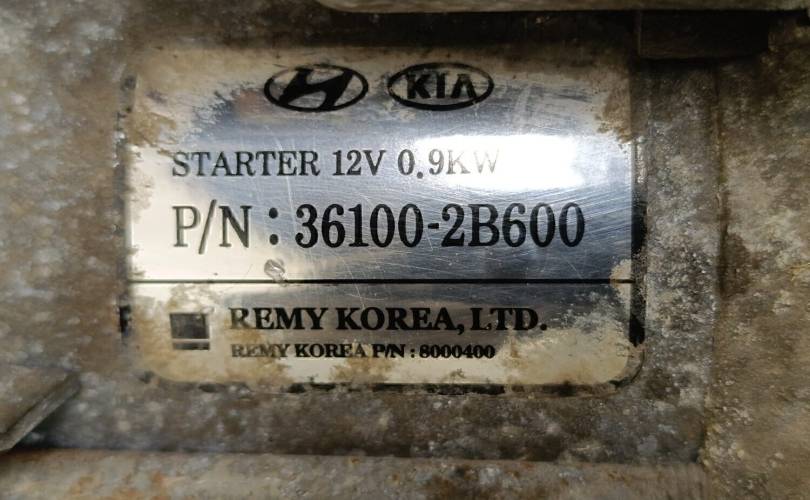 KIA
STARTER 12V 0.9KW
P/N : 36100-2B600
REMY KOREA, LTD.
REMY KOREA P/N : 8000400